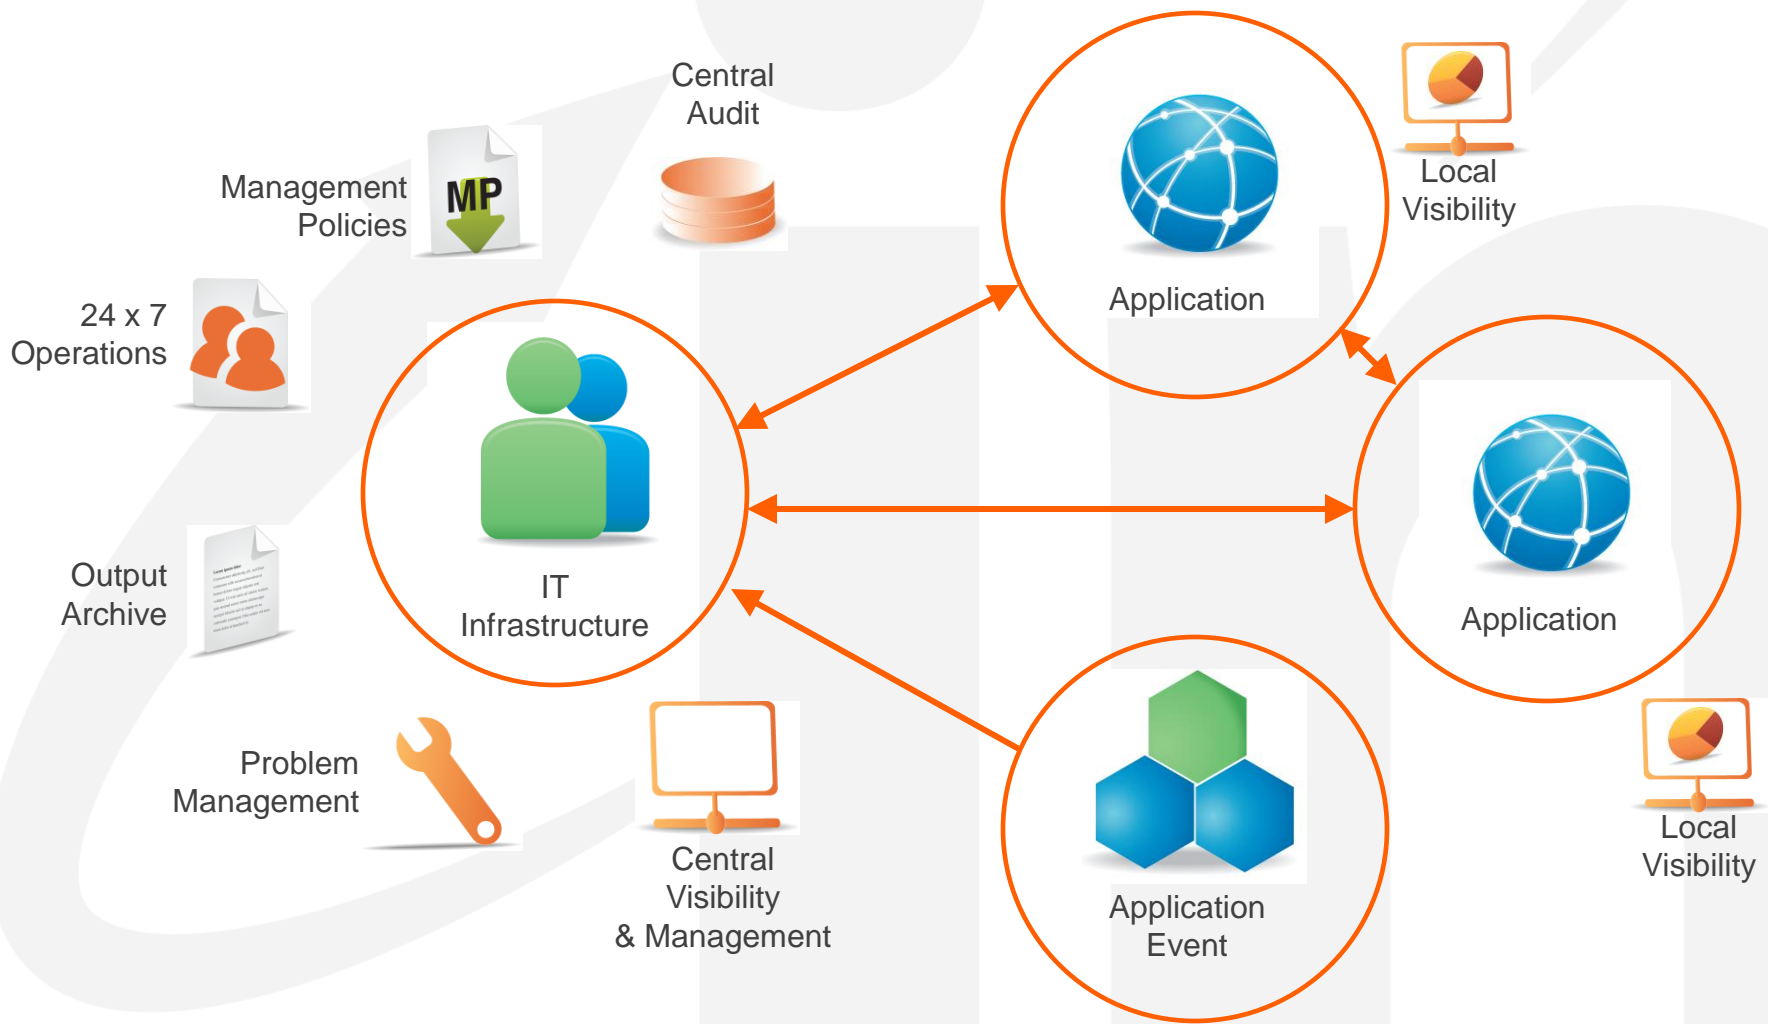 Central
Audit
Management
Policies
MP
24 x 7
Operations
Local
Visibility
Application
IT
Infrastructure
Application
Output
Archive
Problem
Management
Central
Visibility
& Management
Application
Event
Local
Visibility